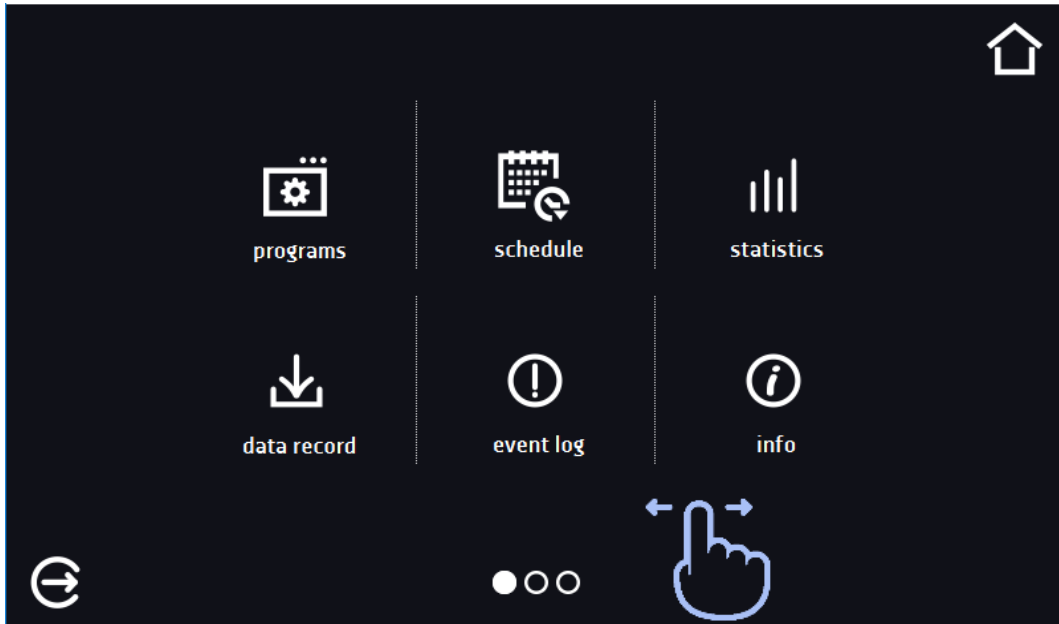 programs
schedule
statistics
data record
event log
info